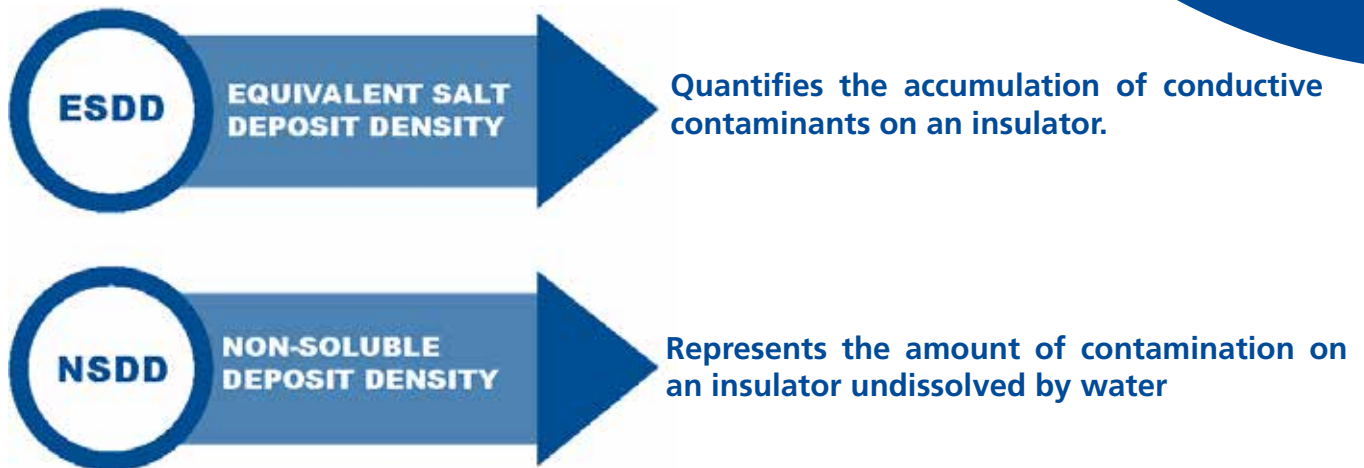 ESDD
EQUIVALENT SALT
DEPOSIT DENSITY
Quantifies the accumulation of conductive
contaminants on an insulator.
NSDD
NON-SOLUBLE
DEPOSIT DENSITY
Represents the amount of contamination on
an insulator undissolved by water